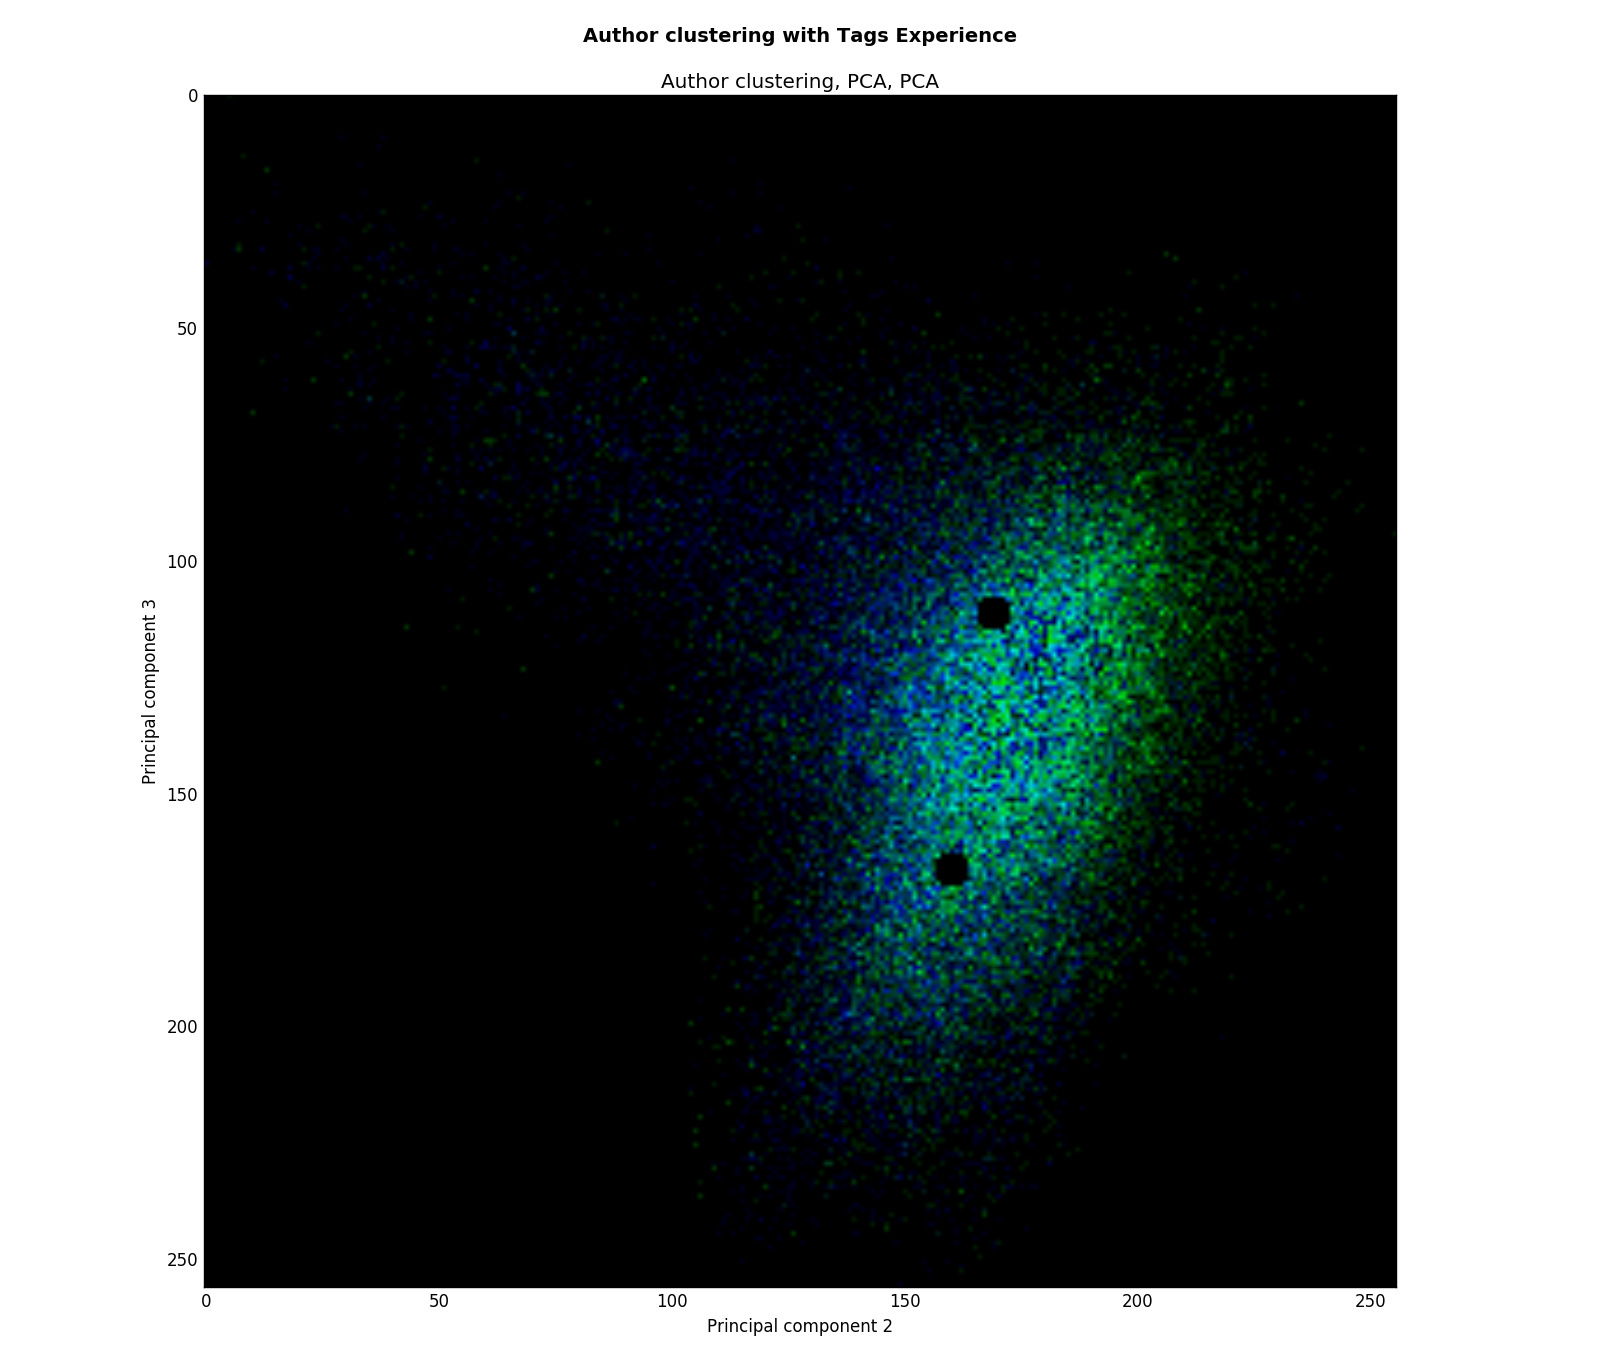 Author clustering with Tags Experience
Author clustering, PCA, PCA
0
50
100
150
200
250
Principal component 3
0 50 100 150 200 250
Principal component 2